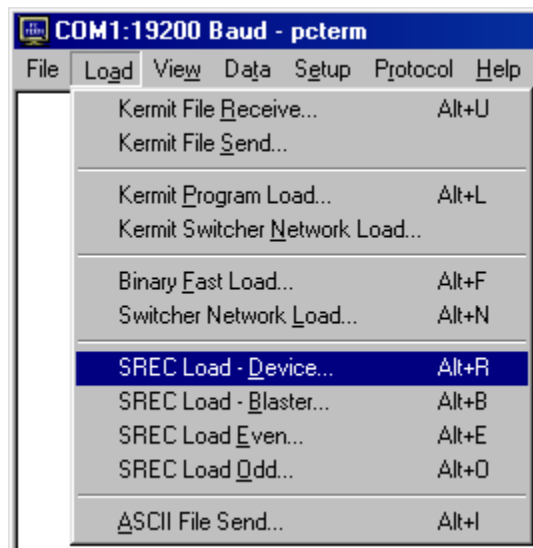 COM1:19200 Baud - pcterm
File Load View Data Setup Protocol Help
Kermit File Receive... Alt+U
Kermit File Send...
Kermit Program Load... Alt+L
Kermit Switcher Network Load...
Binary Fast Load... Alt+F
Switcher Network Load... Alt+N
SREC Load - Device... Alt+R
SREC Load - Blaster... Alt+B
SREC Load Even... Alt+E
SREC Load Odd... Alt+O
ASCII File Send... Alt+I